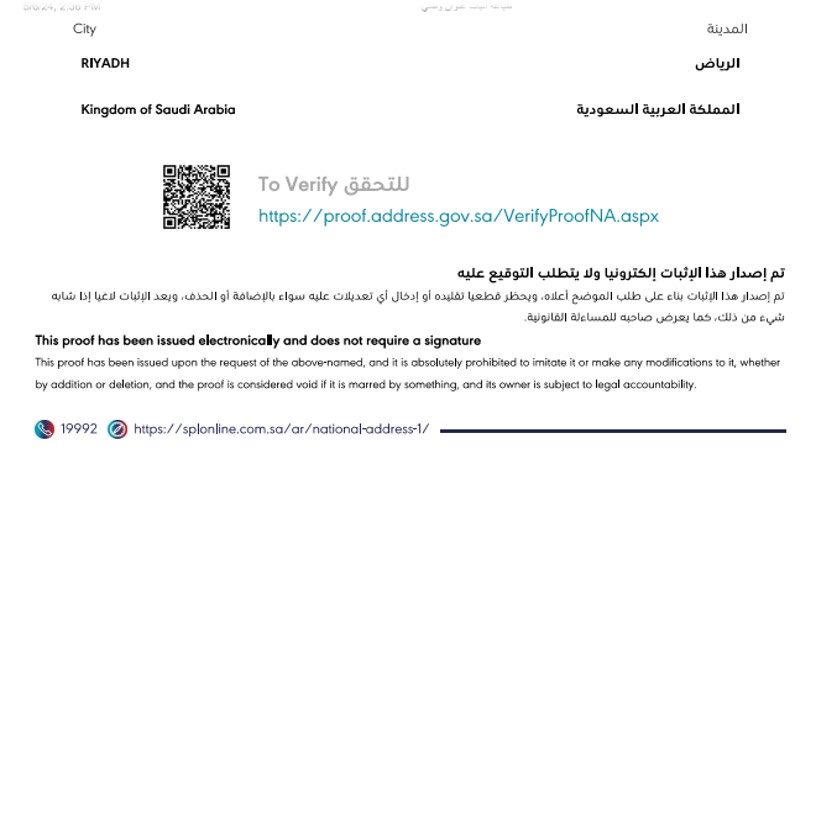 5/6/24, 2:56 PM
City المدينة
RIYADH الرياض
Kingdom of Saudi Arabia المملكة العربية السعودية
To Verify للتحقق
https://proof.address.gov.sa/VerifyProofNA.aspx
تم إصدار هذا الإثبات إلكترونيا ولا يتطلب التوقيع عليه
تم إصدار هذا الإثبات بناء على طلب الموضح أعلاه، ويحظر قطعيا تقليده أو إدخال أي تعديلات عليه سواء بالإضافة أو الحذف، ويعد الإثبات لاغيا إذا شابه
شيء من ذلك، كما يعرض صاحبه للمساءلة القانونية.
This proof has been issued electronically and does not require a signature
This proof has been issued upon the request of the above-named, and it is absolutely prohibited to imitate it or make any modifications to it, whether
by addition or deletion, and the proof is considered void if it is marred by something, and its owner is subject to legal accountability.
19992 https://splonline.com.sa/ar/national-address-1/